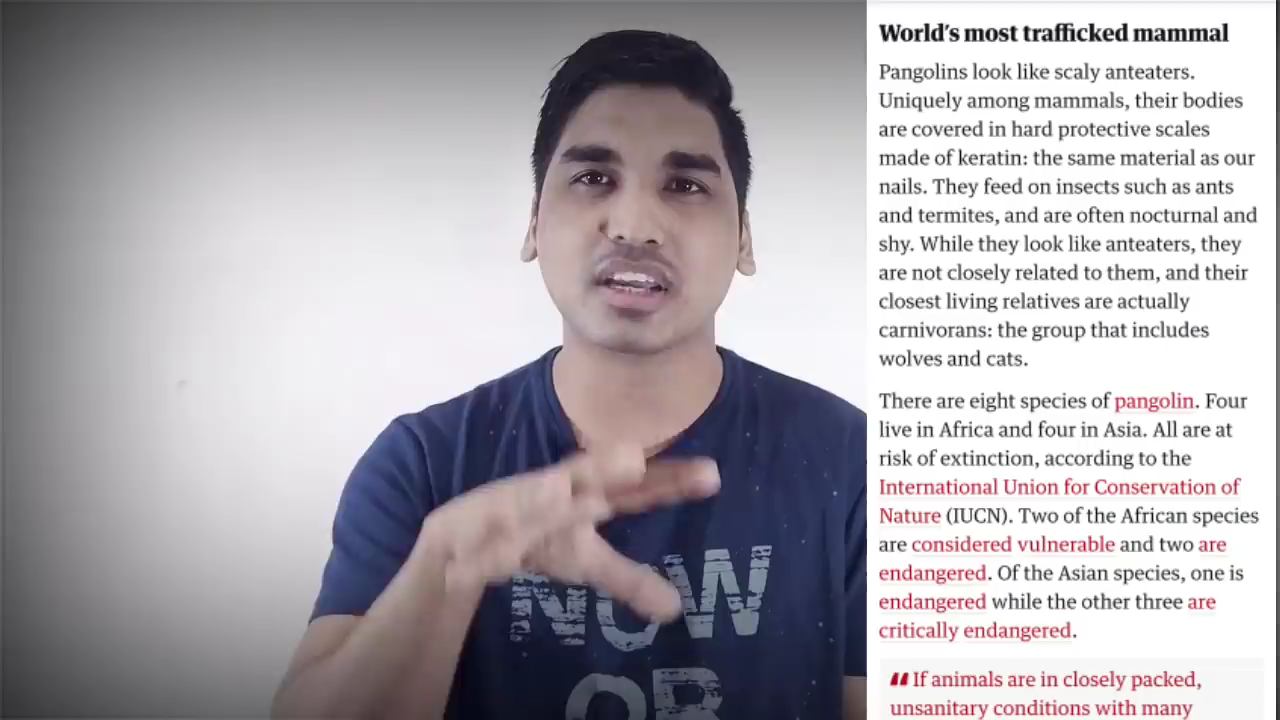 World's most trafficked mammal
Pangolins look like scaly anteaters.
Uniquely among mammals, their bodies
are covered in hard protective scales
made of keratin: the same material as our
nails. They feed on insects such as ants
and termites, and are often nocturnal and
shy. While they look like anteaters, they
are not closely related to them, and their
closest living relatives are actually
carnivorans: the group that includes
wolves and cats.
There are eight species of pangolin. Four
live in Africa and four in Asia. All are at
risk of extinction, according to the
International Union for Conservation of
Nature (IUCN). Two of the African species
are considered vulnerable and two are
endangered. Of the Asian species, one is
endangered while the other three are
critically endangered.
“If animals are in closely packed,
unsanitary conditions with many
NOW
OR